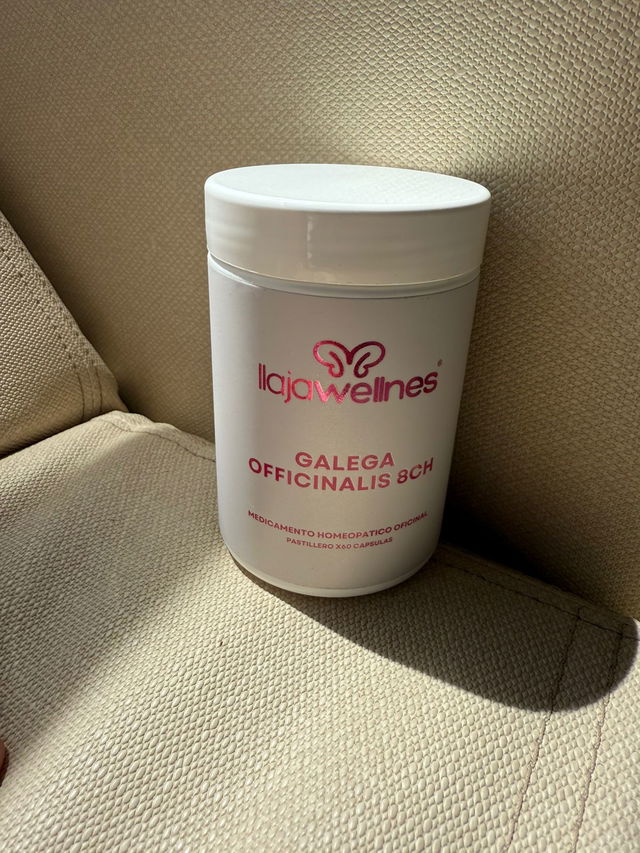 llajawellnes®
GALEGA
OFFICINALIS 8CH
MEDICAMENTO HOMEOPATICO OFICINAL
PASTILLERO X60 CAPSULAS